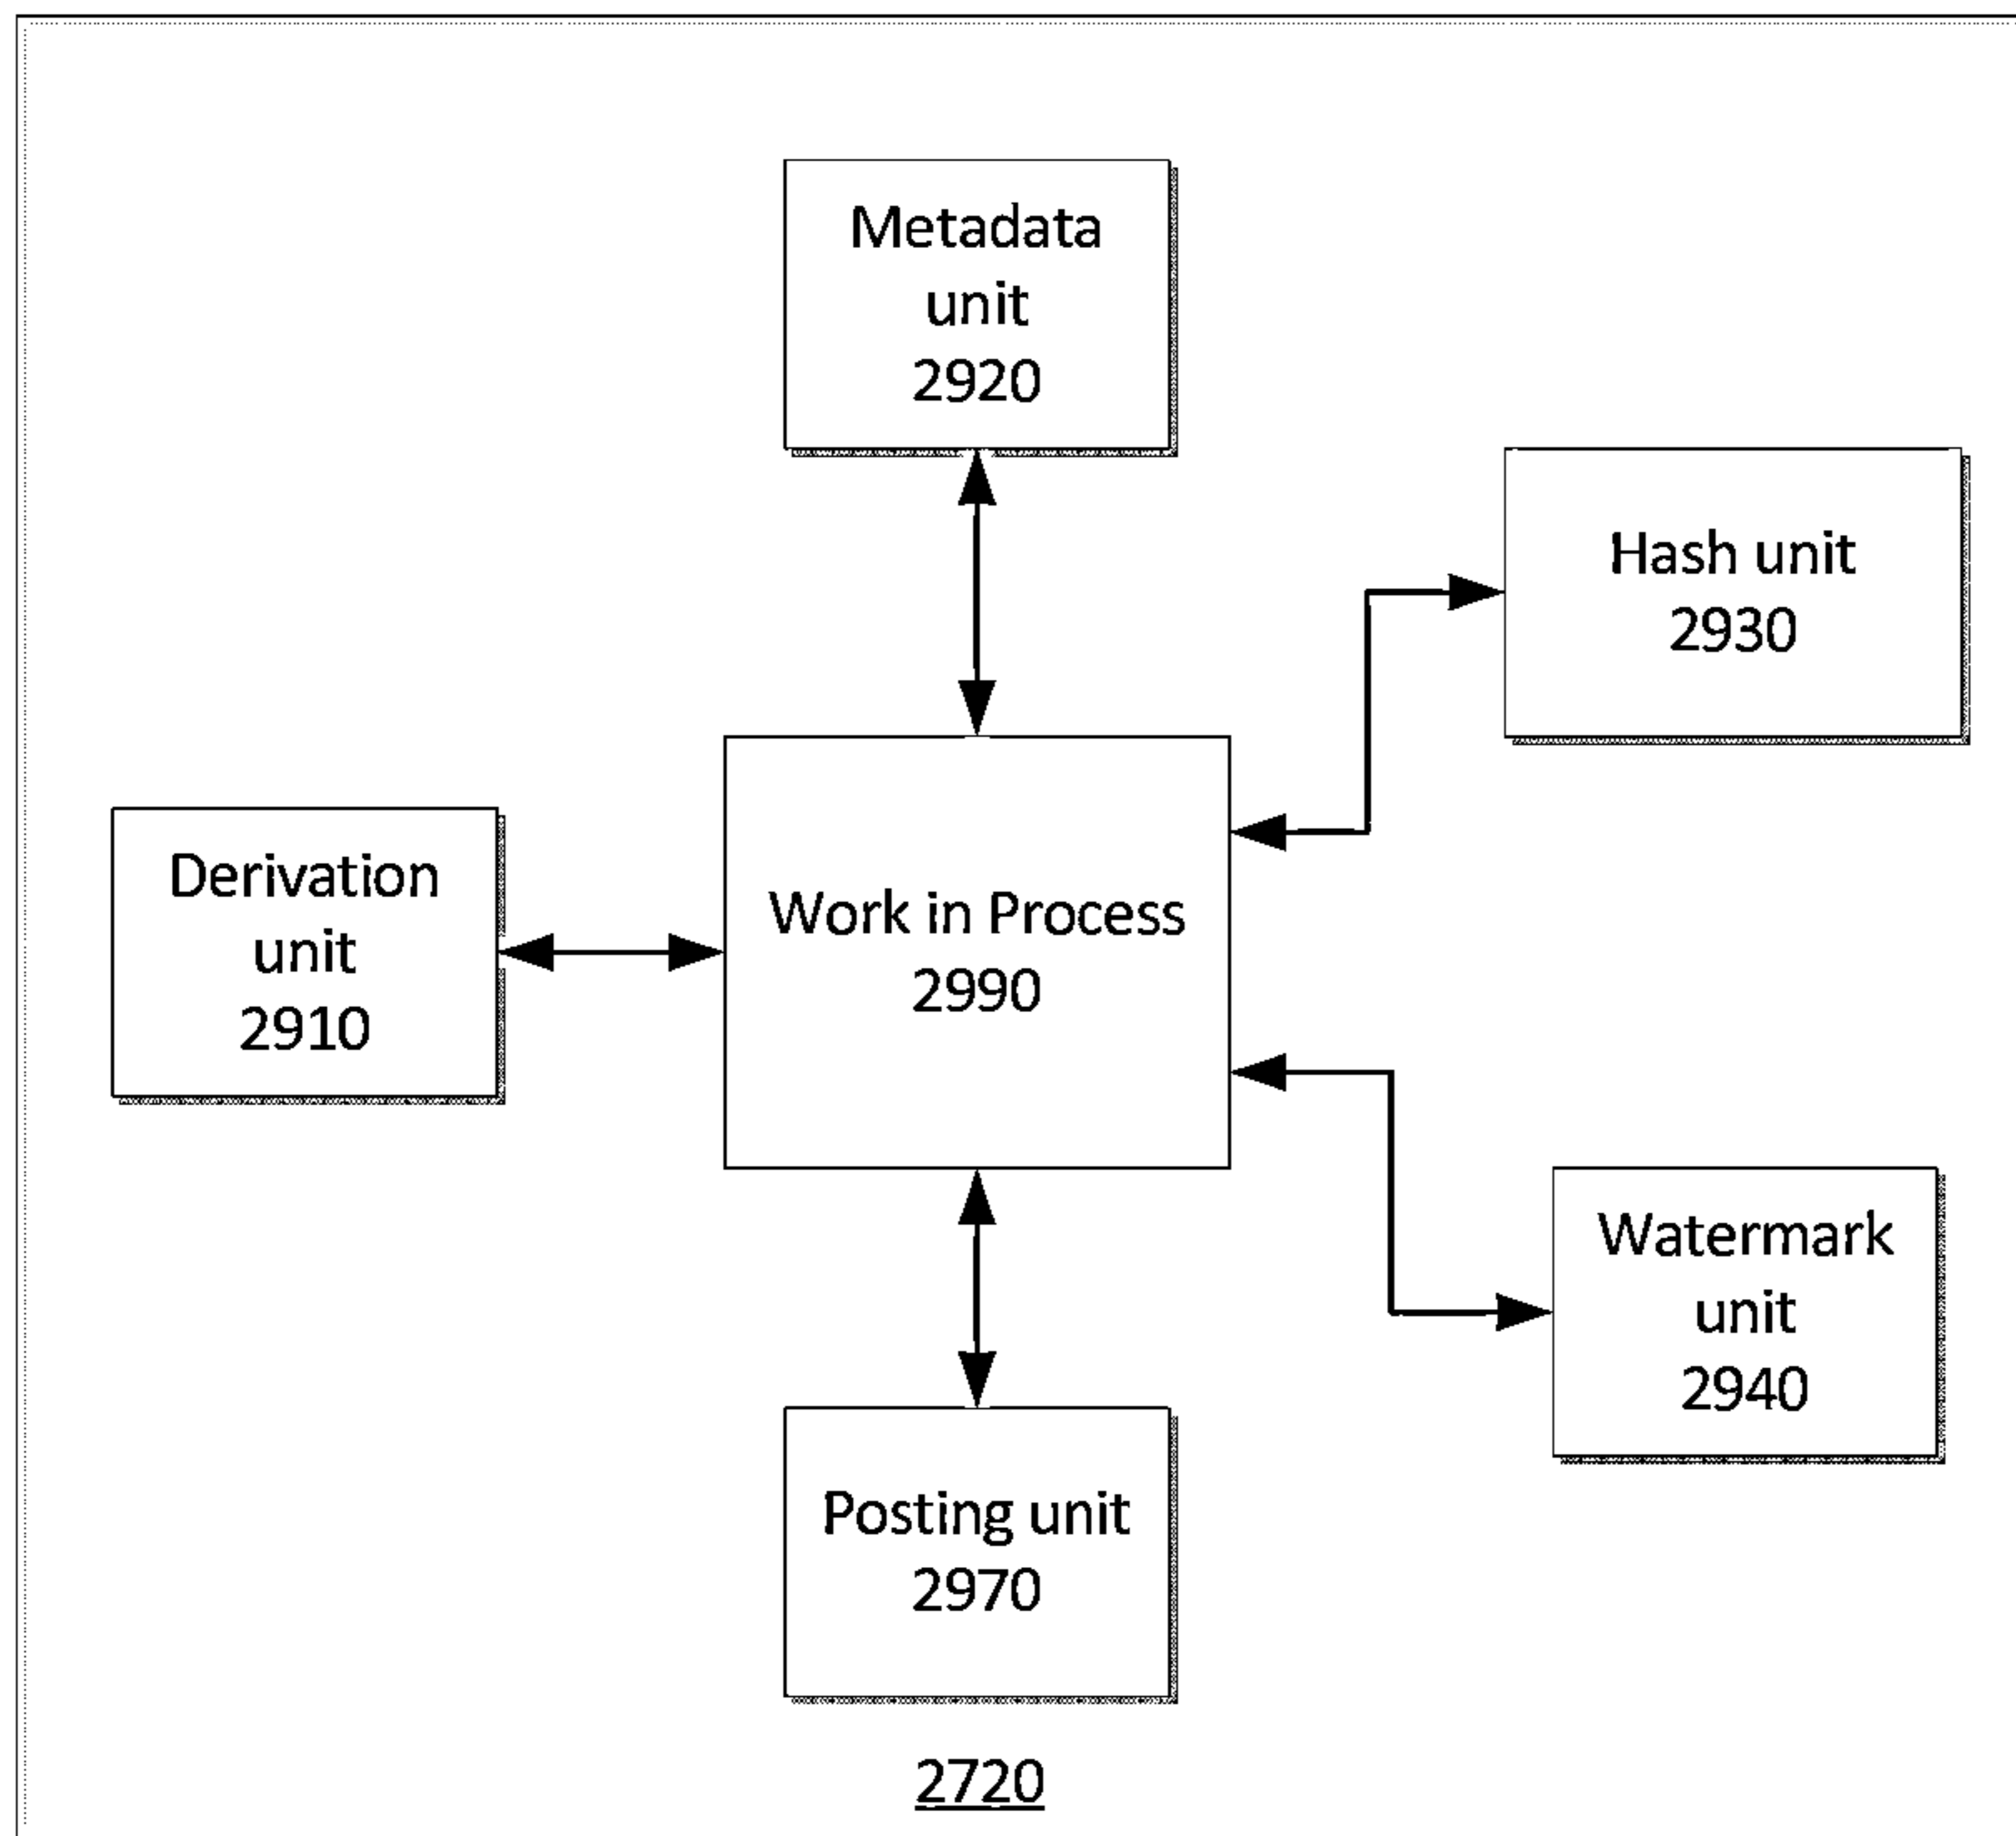 Metadata
unit
2920
Hash unit
2930
Derivation
unit
2910
Work in Process
2990
Watermark
unit
2940
Posting unit
2970
2720